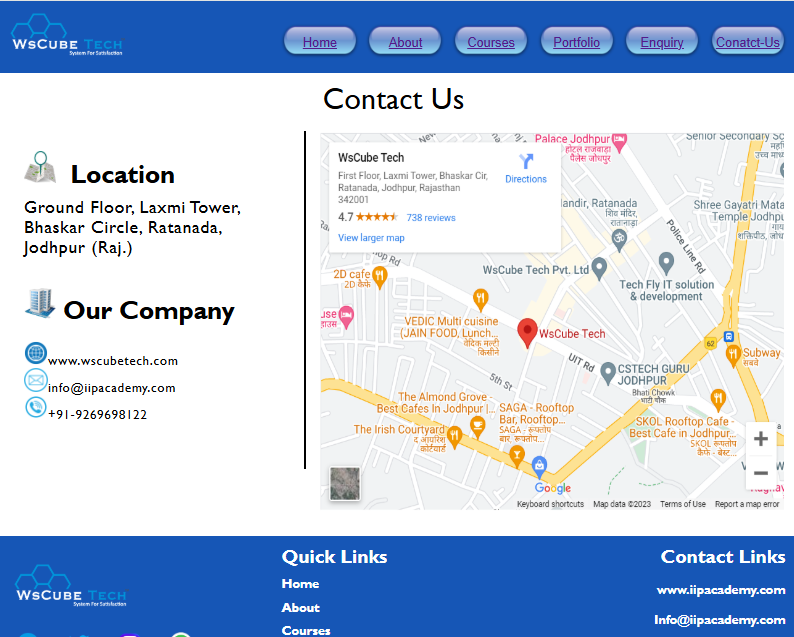 WSCUBE TECH
System For Satisfaction
Home
About
Courses
Portfolio
Enquiry
Conatct-Us
Contact Us
Location
Ground Floor, Laxmi Tower,
Bhaskar Circle, Ratanada,
Jodhpur (Raj.)
Our Company
www.wscubetech.com
info@iipacademy.com
+91-9269698122
WsCube Tech
First Floor, Laxmi Tower, Bhaskar Cir,
Ratanada, Jodhpur, Rajasthan
342001
4.7
738 reviews
View larger map
Directions
Palace Jodhpur
होटल राजवाड़ा
पैलेस जोधपुर
Senior Secondary Sc
andir, Ratanada
शिव मंदिर,
रातानाडा
Shree Gayatri Mata
Temple Jodhpu
Police Line Rd
WsCube Tech Pvt. Ltd
Tech Fly IT solution
& development
2D cafe
2D कैफे
VEDIC Multi cuisine
(JAIN FOOD, Lunch...
वेदिक मल्टी
किसीने
WsCube Tech
UIT Rd
62
Subway
सबवे
CSTECH GURU
JODHPUR
Bhati Chowk
भाटी चौक
5th St
The Almond Grove -
Best Cafes In Jodhpur |...
SAGA - Rooftop
Bar, Rooftop...
SAGA - रूफटोप
बार, रूफटोप...
The Irish Courtyard
द आयरिश
कोर्टयार्ड
SKOL Rooftop Cafe -
Best Cafe in Jodhpur...
SKOL रूफटोप
कैफे - बेस्ट...
Google
Keyboard shortcuts
Map data ©2023
Terms of Use
Report a map error
WSCUBE TECH
System For Satisfaction
Quick Links
Home
About
Courses
Contact Links
www.iipacademy.com
Info@iipacademy.com